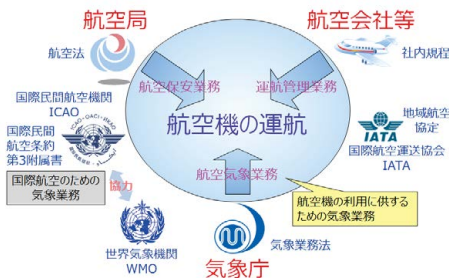 航空局
航空会社等
航空法
社内規程
航空保安業務
運航管理業務
国際民間航空機関
ICAO
航空機の運航
地域航空
協定
国際民間
航空条約
第3附属書
IATA
国際航空運送協会
IATA
航空気象業務
国際航空のための
気象業務
協力
航空機の利用に供する
ための気象業務
世界気象機関
WMO
気象業務法
気象庁